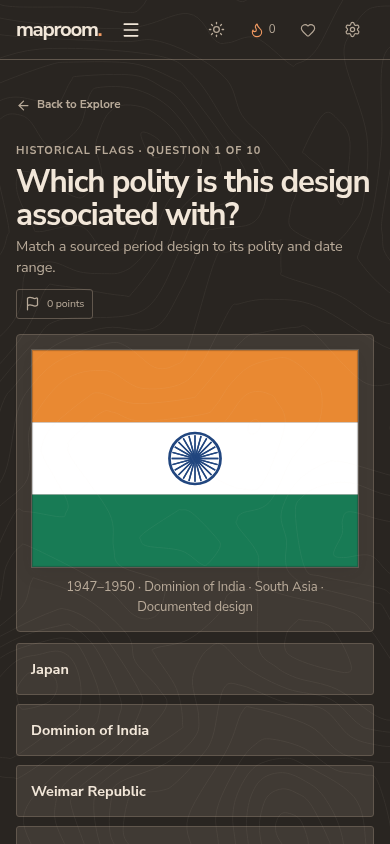 maproom.
0
Back to Explore
HISTORICAL FLAGS · QUESTION 1 OF 10
Which polity is this design
associated with?
Match a sourced period design to its polity and date
range.
0 points
1947–1950 · Dominion of India · South Asia ·
Documented design
Japan
Dominion of India
Weimar Republic